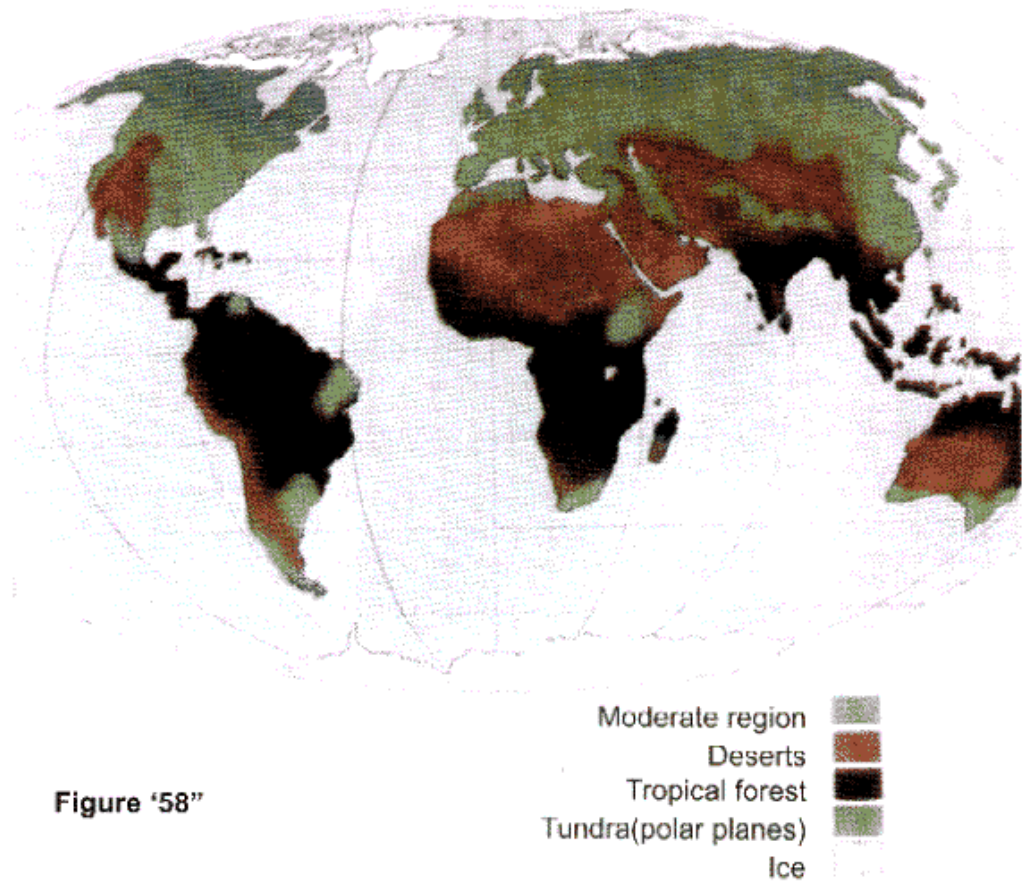 Moderate region
Deserts
Tropical forest
Tundra(polar planes)
Ice
Figure ‘58”